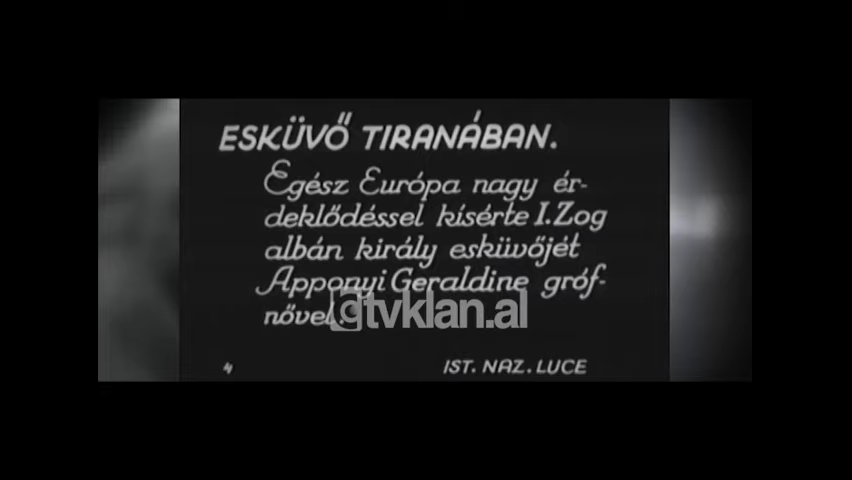 ESKÜVŐ TIRANÁBAN.
Egész Európa nagy ér-
deklődéssel kísérte I. Zog
albán király esküvőjét
Apponyi Geraldine gróf-
nővel.
tvklan.al
4
IST. NAZ. LUCE